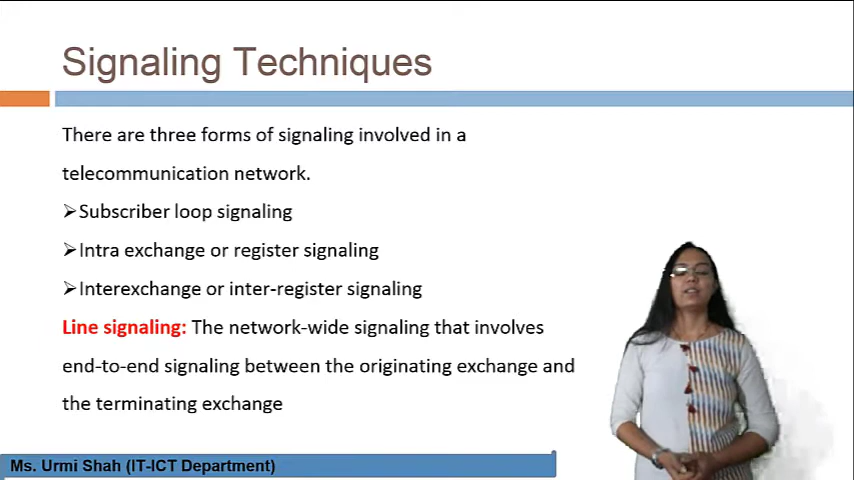 Signaling Techniques
There are three forms of signaling involved in a
telecommunication network.
➢Subscriber loop signaling
➢Intra exchange or register signaling
➢Interexchange or inter-register signaling
Line signaling: The network-wide signaling that involves
end-to-end signaling between the originating exchange and
the terminating exchange
Ms. Urmi Shah (IT-ICT Department)